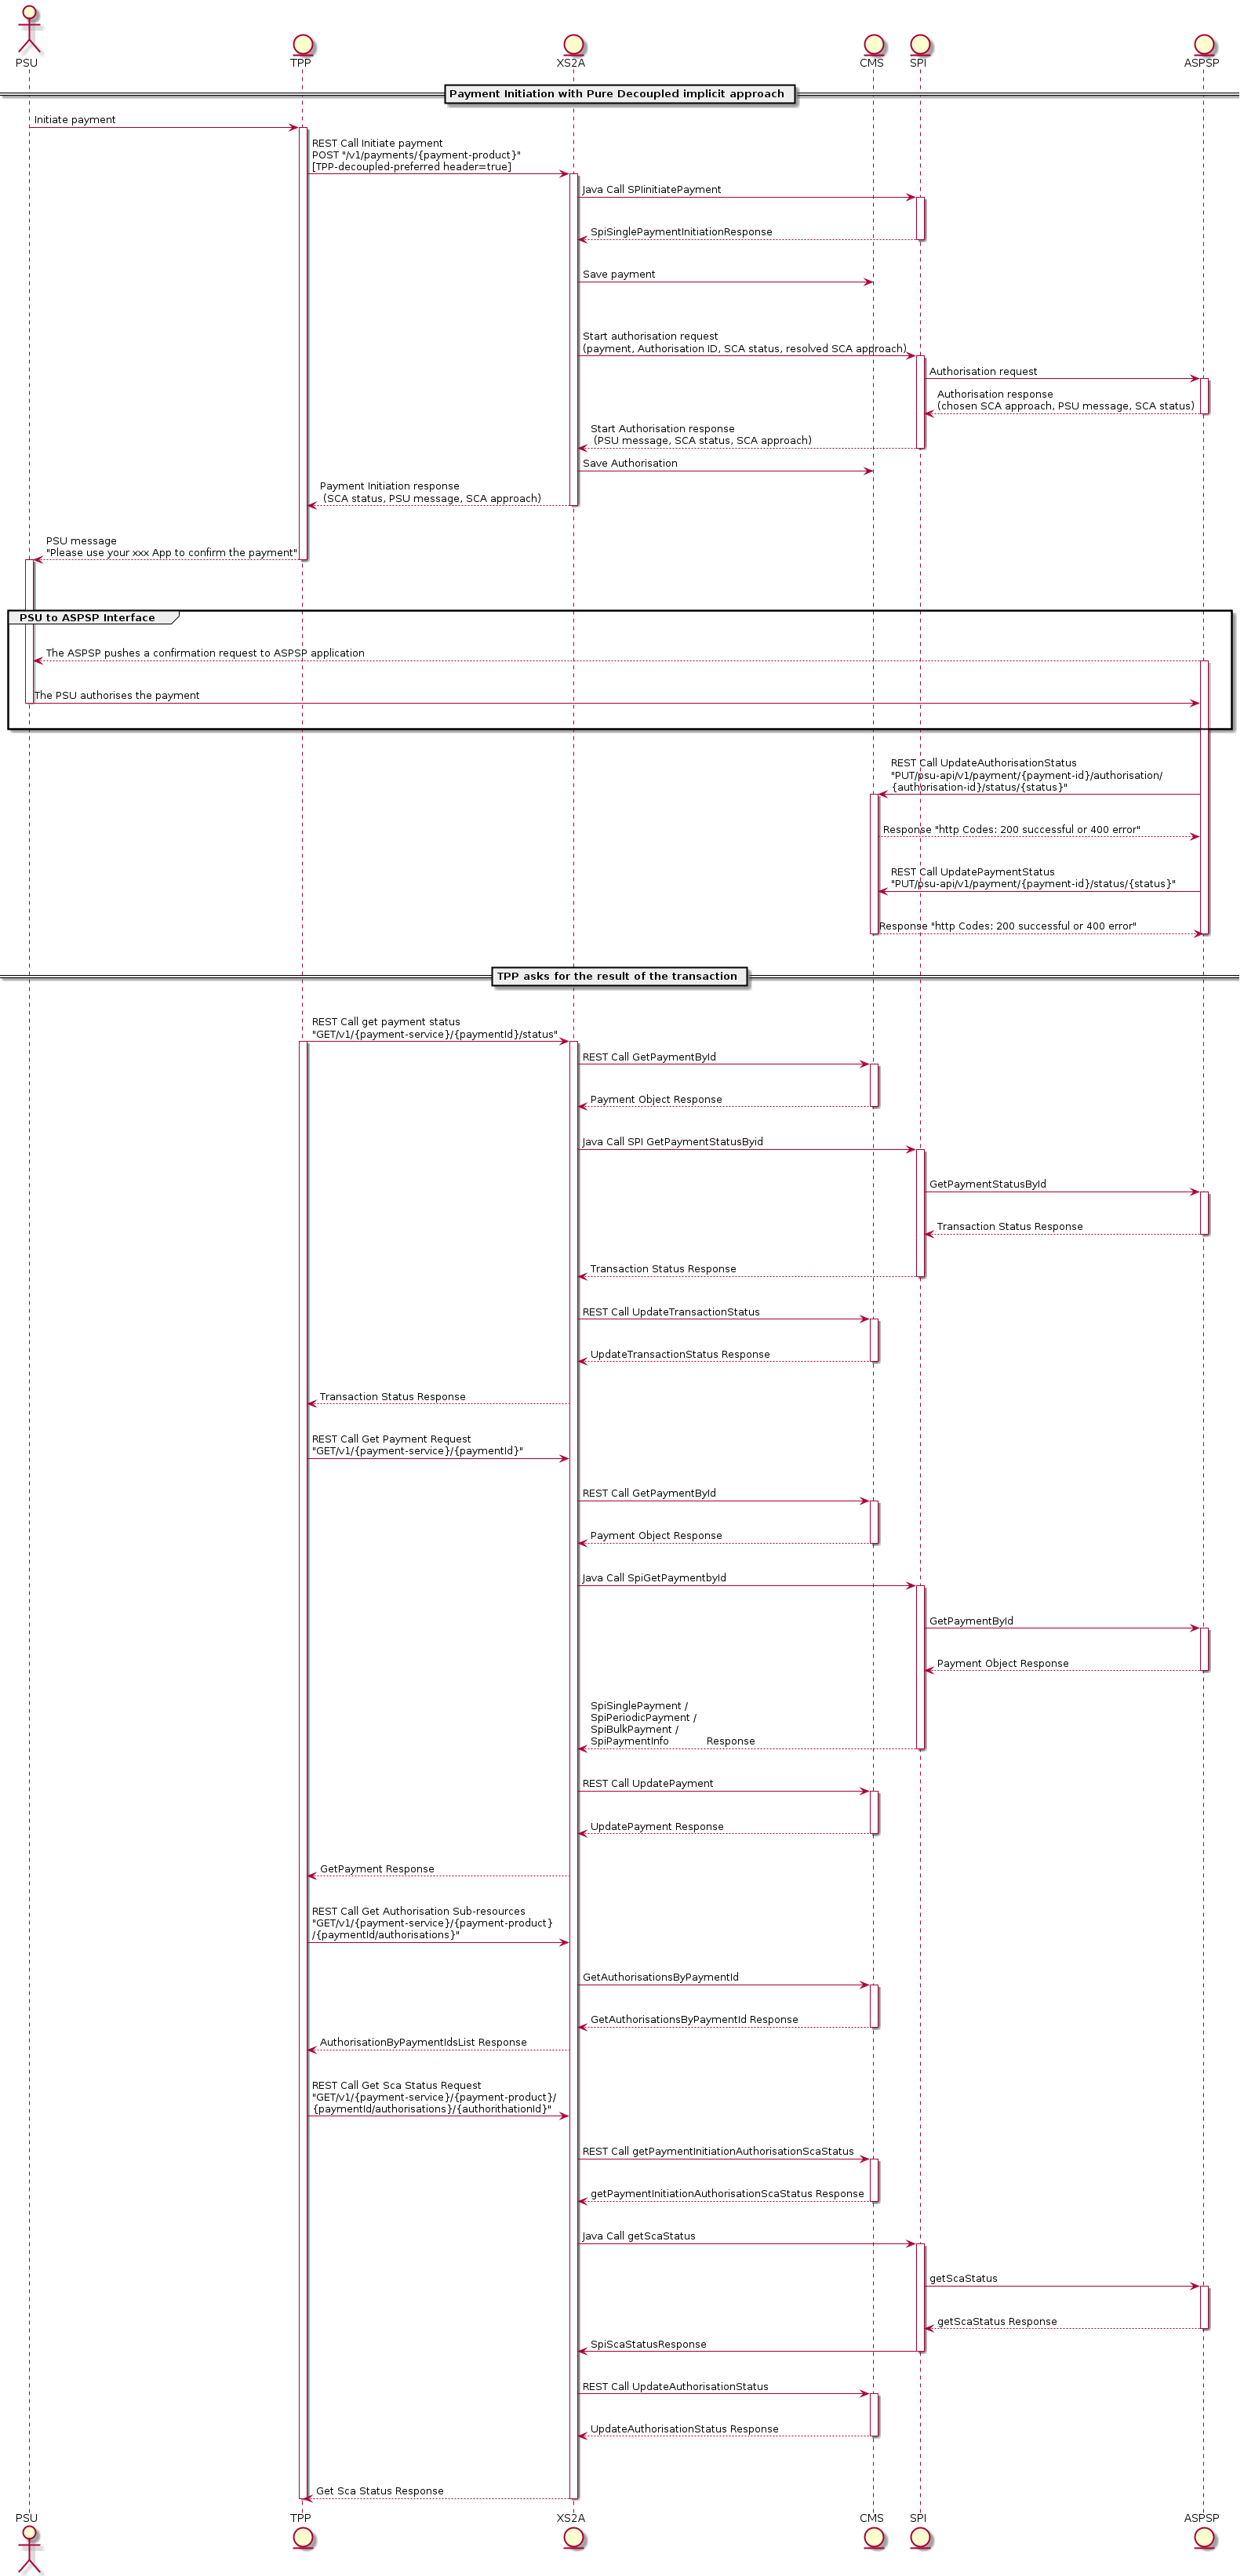 PSU
TPP
XS2A
CMS
SPI
ASPSP
Payment Initiation with Pure Decoupled implicit approach
Initiate payment
REST Call Initiate payment
POST "/v1/payments/{payment-product}"
[TPP-decoupled-preferred header=true]
Java Call SPIinitiatePayment
SpiSinglePaymentInitiationResponse
Save payment
Start authorisation request
(payment, Authorisation ID, SCA status, resolved SCA approach)
Authorisation request
Authorisation response
(chosen SCA approach, PSU message, SCA status)
Start Authorisation response
(PSU message, SCA status, SCA approach)
Save Authorisation
Payment Initiation response
(SCA status, PSU message, SCA approach)
PSU message
"Please use your xxx App to confirm the payment"
PSU to ASPSP Interface
The ASPSP pushes a confirmation request to ASPSP application
The PSU authorises the payment
REST Call UpdateAuthorisationStatus
"PUT/psu-api/v1/payment/{payment-id}/authorisation/
{authorisation-id}/status/{status}"
Response "http Codes: 200 successful or 400 error"
REST Call UpdatePaymentStatus
"PUT/psu-api/v1/payment/{payment-id}/status/{status}"
Response "http Codes: 200 successful or 400 error"
TPP asks for the result of the transaction
REST Call get payment status
"GET/v1/{payment-service}/{paymentId}/status"
REST Call GetPaymentById
Payment Object Response
Java Call SPI GetPaymentStatusByid
GetPaymentStatusById
Transaction Status Response
Transaction Status Response
REST Call UpdateTransactionStatus
UpdateTransactionStatus Response
Transaction Status Response
REST Call Get Payment Request
"GET/v1/{payment-service}/{paymentId}"
REST Call GetPaymentById
Payment Object Response
Java Call SpiGetPaymentbyId
GetPaymentById
Payment Object Response
SpiSinglePayment /
SpiPeriodicPayment /
SpiBulkPayment /
SpiPaymentInfo Response
REST Call UpdatePayment
UpdatePayment Response
GetPayment Response
REST Call Get Authorisation Sub-resources
"GET/v1/{payment-service}/{payment-product}
/{paymentId/authorisations}"
GetAuthorisationsByPaymentId
GetAuthorisationsByPaymentId Response
AuthorisationByPaymentIdsList Response
REST Call Get Sca Status Request
"GET/v1/{payment-service}/{payment-product}/
{paymentId/authorisations}/{authorithationId}"
REST Call getPaymentInitiationAuthorisationScaStatus
getPaymentInitiationAuthorisationScaStatus Response
Java Call getScaStatus
getScaStatus
getScaStatus Response
SpiScaStatusResponse
REST Call UpdateAuthorisationStatus
UpdateAuthorisationStatus Response
Get Sca Status Response
PSU
TPP
XS2A
CMS
SPI
ASPSP